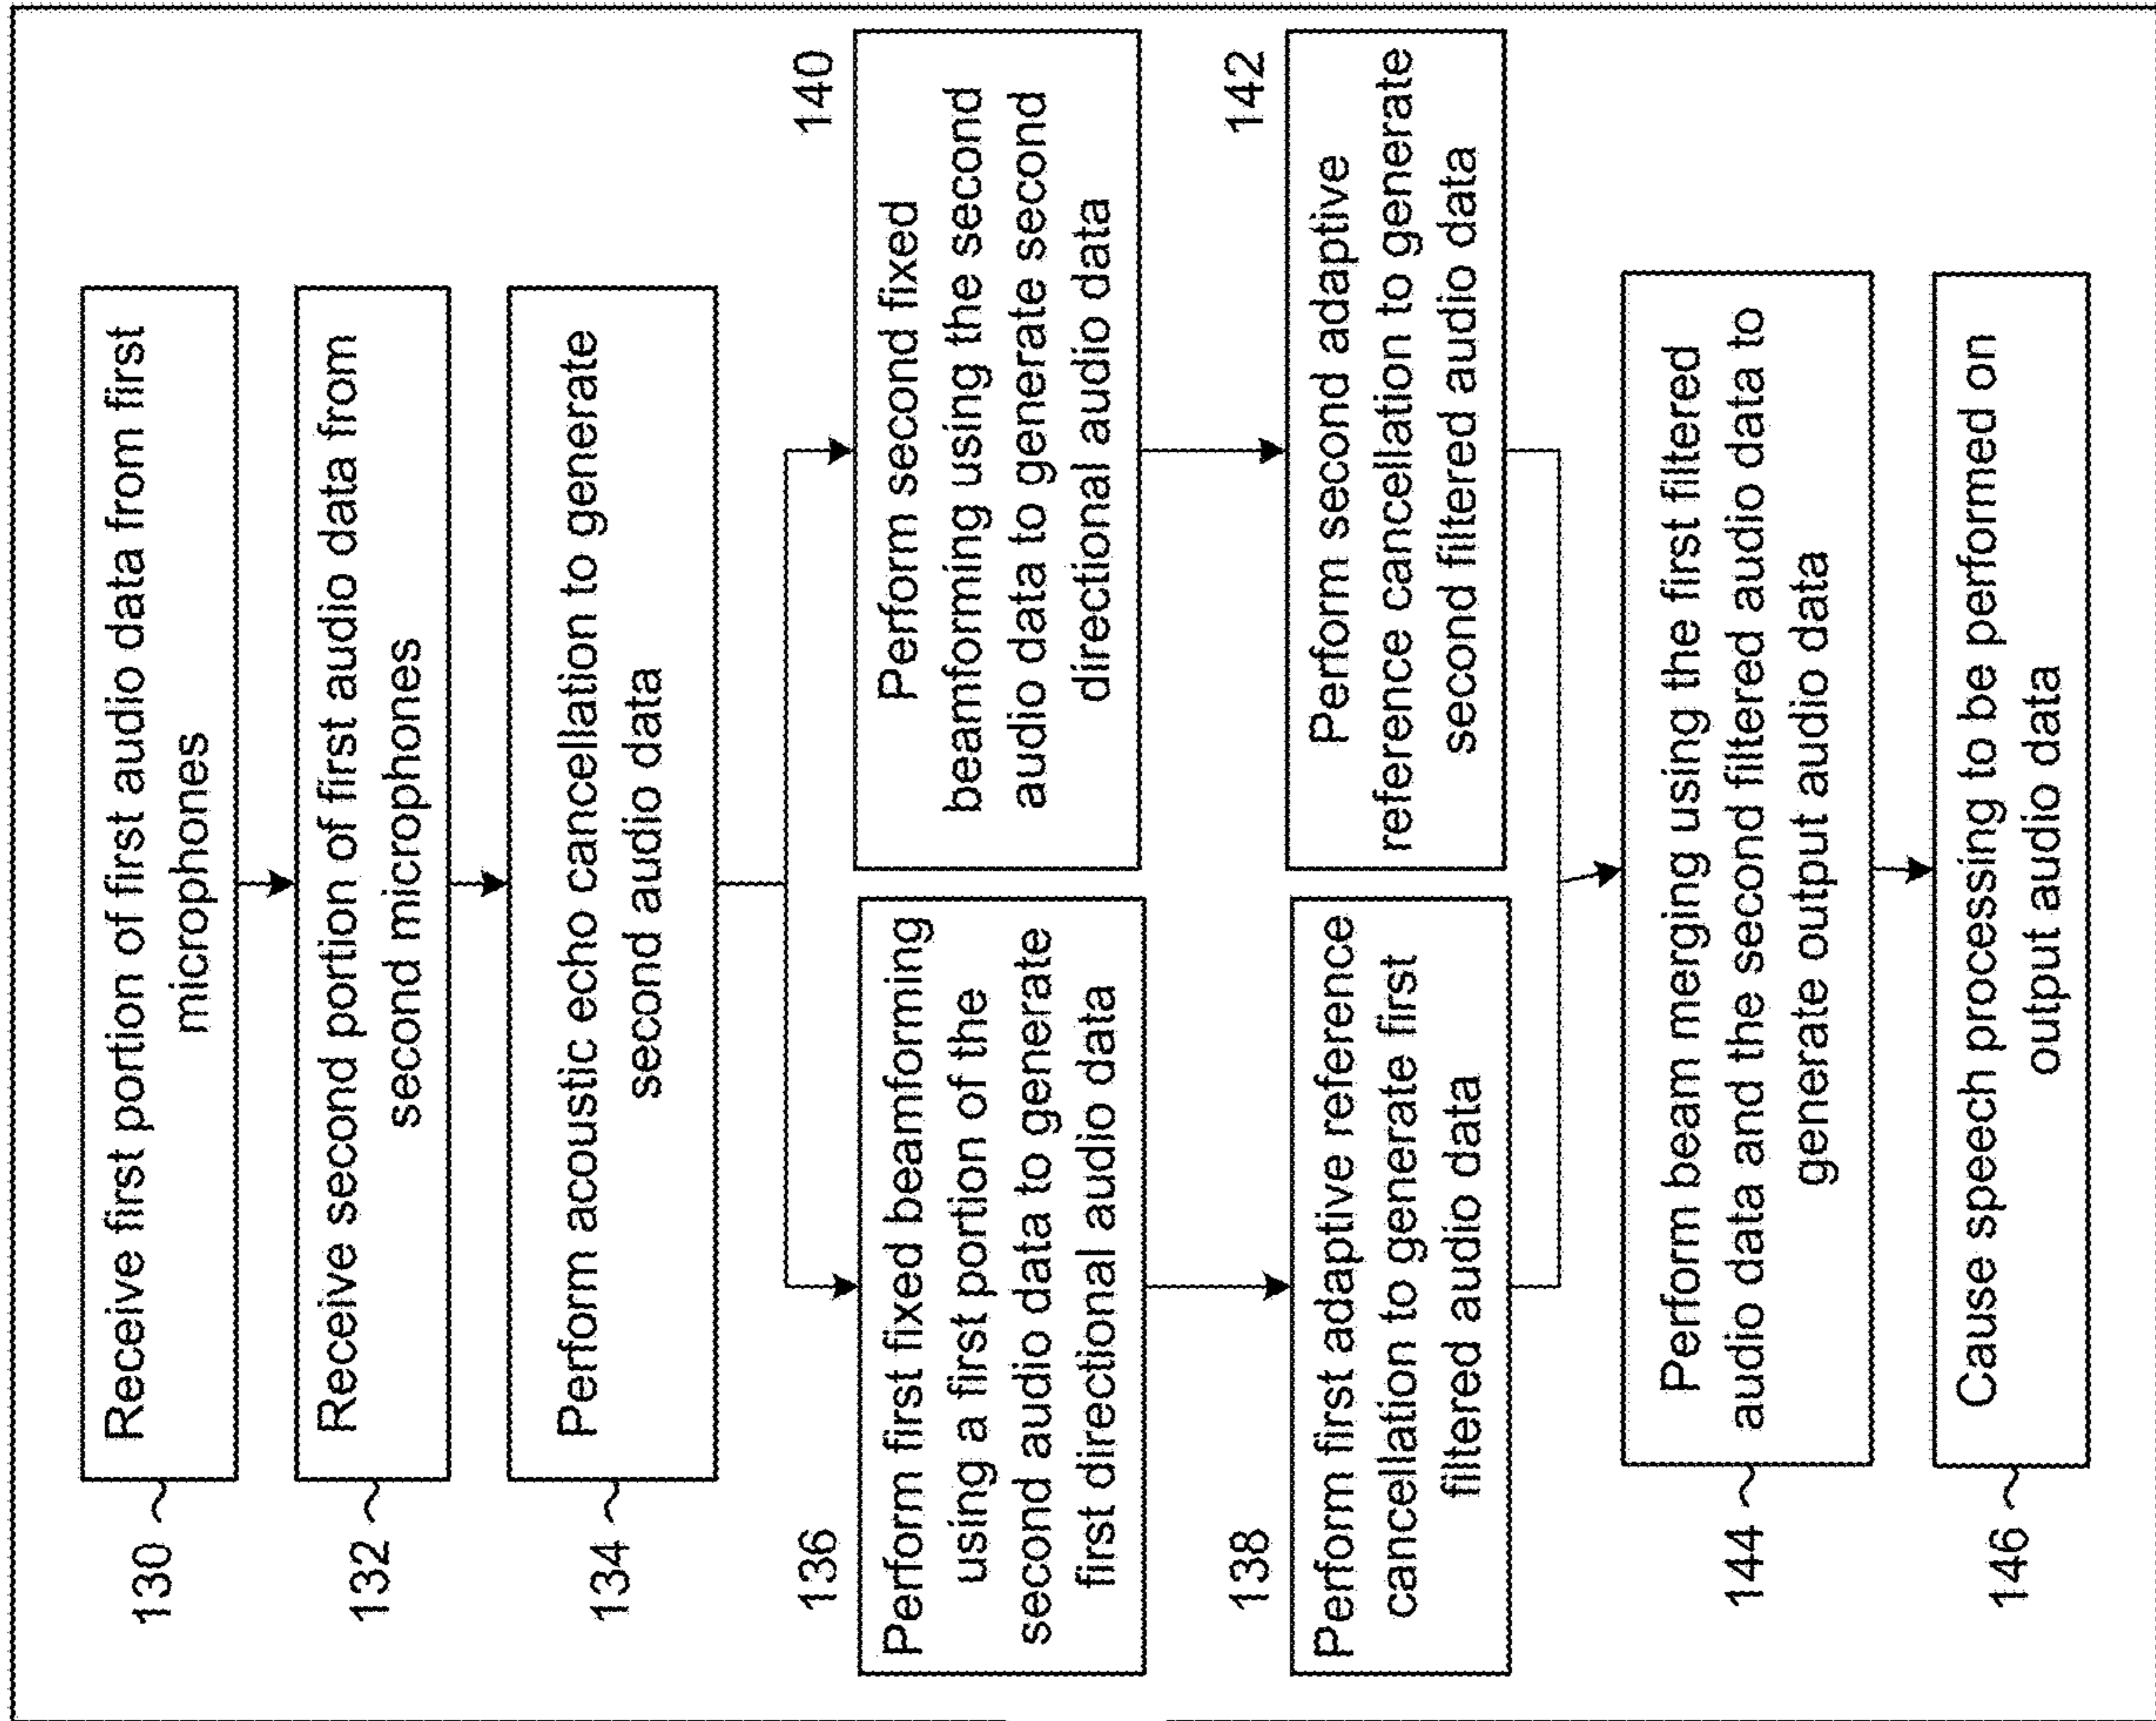 130
Receive first portion of first audio data from first
microphones
132
Receive second portion of first audio data from
second microphones
134
Perform acoustic echo cancellation to generate
second audio data
136
Perform first fixed beamforming
using a first portion of the
second audio data to generate
first directional audio data
140
Perform second fixed
beamforming using the second
audio data to generate second
directional audio data
138
Perform first adaptive reference
cancellation to generate first
filtered audio data
142
Perform second adaptive
reference cancellation to generate
second filtered audio data
144
Perform beam merging using the first filtered
audio data and the second filtered audio data to
generate output audio data
146
Cause speech processing to be performed on
output audio data